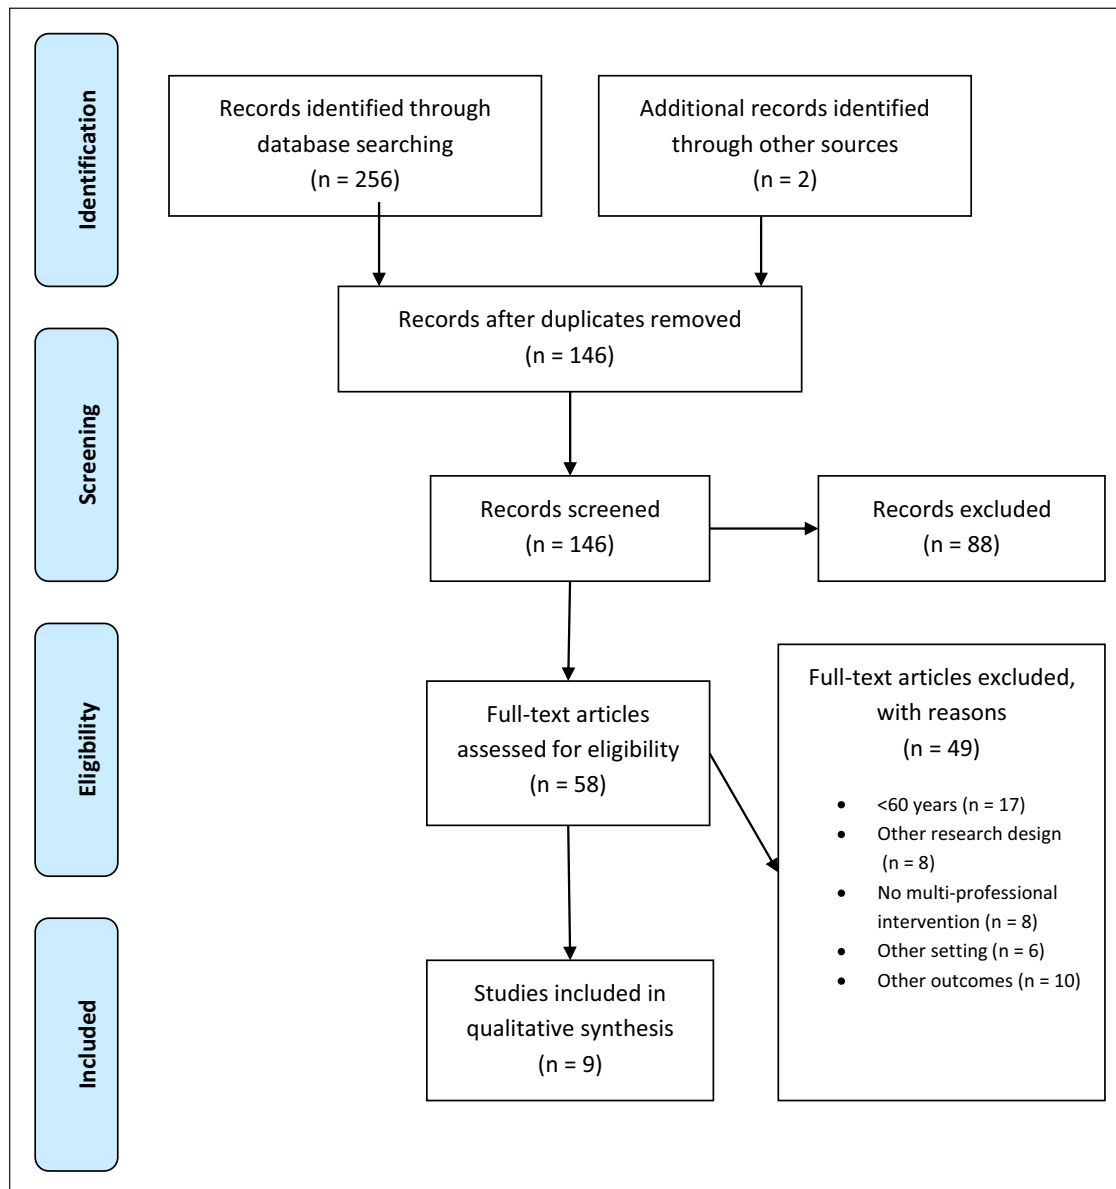 Identification
Records identified through
database searching
(n = 256)
Additional records identified
through other sources
(n = 2)
Records after duplicates removed
(n = 146)
Screening
Records screened
(n = 146)
Records excluded
(n = 88)
Eligibility
Full-text articles
assessed for eligibility
(n = 58)
Full-text articles excluded,
with reasons
(n = 49)
• <60 years (n = 17)
• Other research design
(n = 8)
• No multi-professional
intervention (n = 8)
• Other setting (n = 6)
• Other outcomes (n = 10)
Included
Studies included in
qualitative synthesis
(n = 9)